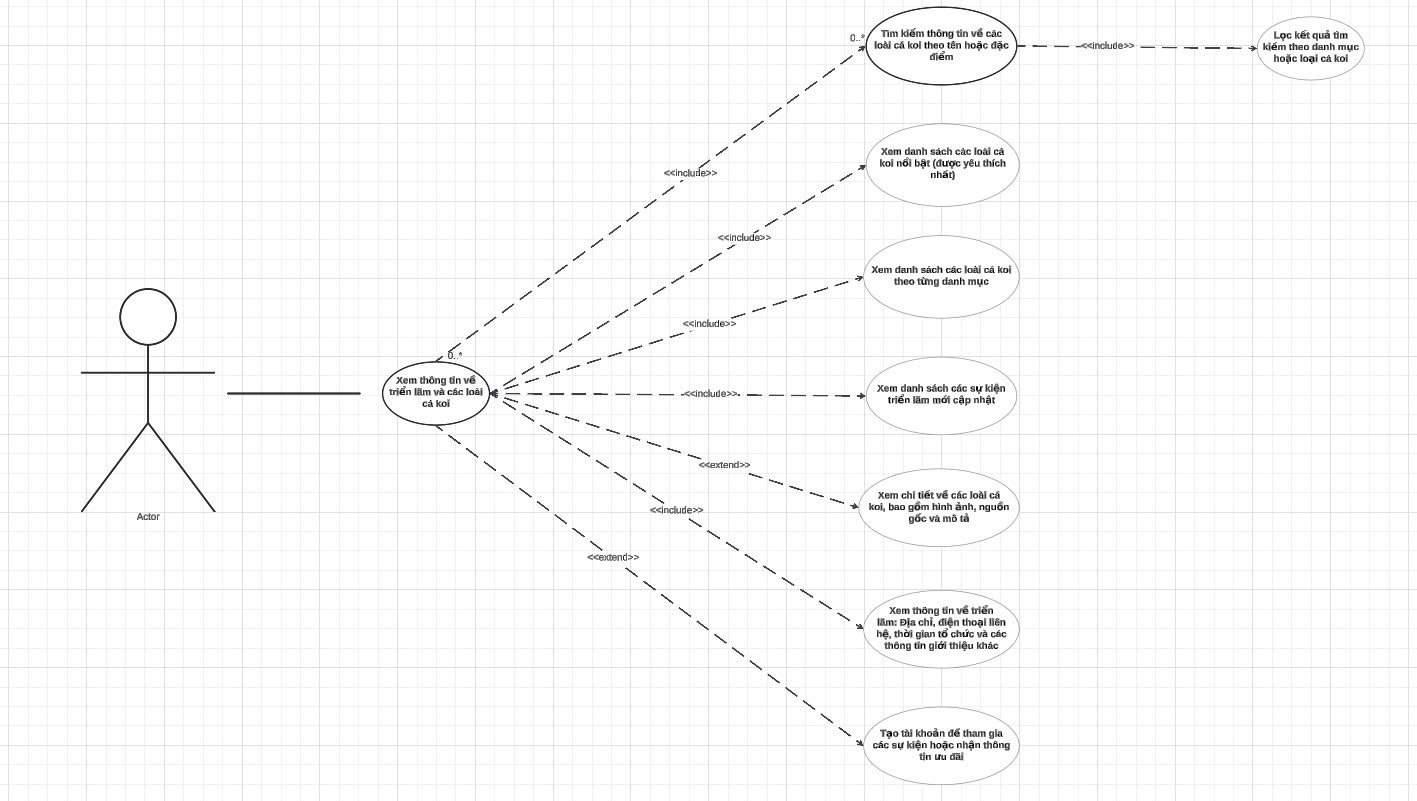 0..*
Tìm kiếm thông tin về các
loài cá koi theo tên hoặc đặc
điểm
<<include>>
Lọc kết quả tìm
kiếm theo danh mục
hoặc loại cá koi
Xem danh sách các loài cá
koi nổi bật (được yêu thích
nhất)
<<include>>
<<include>>
Xem danh sách các loài cá koi
theo từng danh mục
<<include>>
0..*
Xem thông tin về
triển lãm và các loài
cá koi
<<include>>
Xem danh sách các sự kiện
triển lãm mới cập nhật
<<extend>>
Xem chi tiết về các loài cá
koi, bao gồm hình ảnh, nguồn
gốc và mô tả
Actor
<<include>>
<<extend>>
Xem thông tin về triển
lãm: Địa chỉ, điện thoại liên
hệ, thời gian tổ chức và các
thông tin giới thiệu khác
Tạo tài khoản để tham gia
các sự kiện hoặc nhận thông
tin ưu đãi